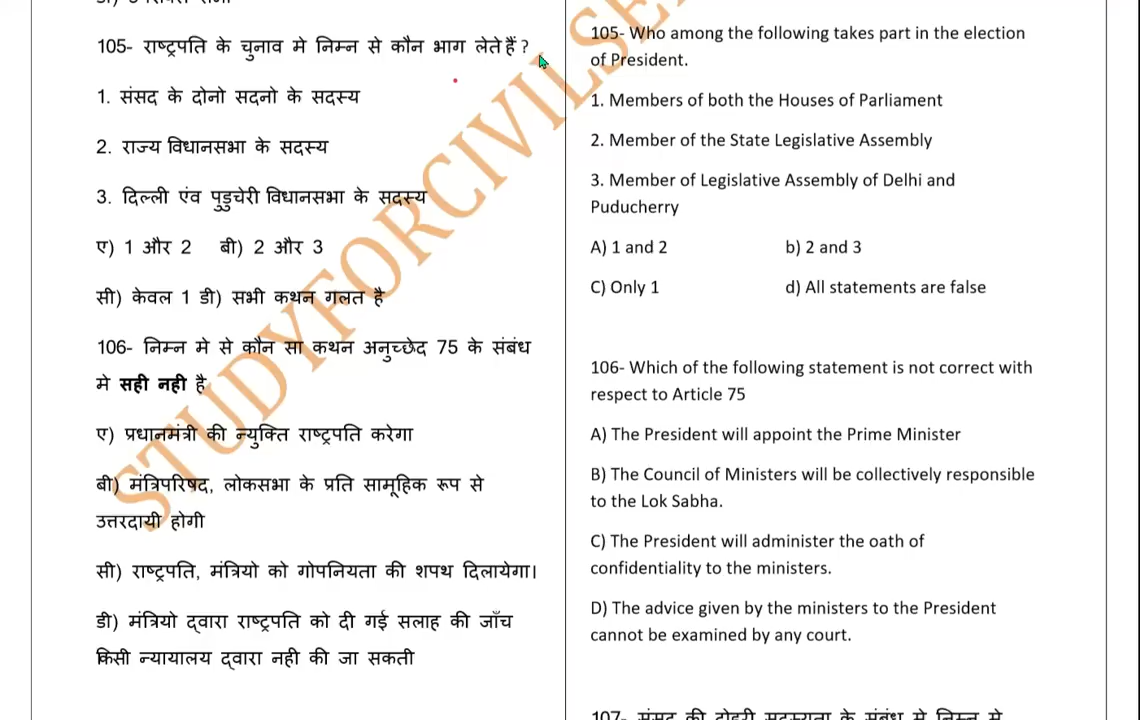 105- राष्ट्रपति के चुनाव मे निम्न से कौन भाग लेते हैं ?
1. संसद के दोनो सदनो के सदस्य
2. राज्य विधानसभा के सदस्य
3. दिल्ली एंव पुडुचेरी विधानसभा के सदस्य
ए) 1 और 2 बी) 2 और 3
सी) केवल 1 डी) सभी कथन गलत है
106- निम्न मे से कौन सा कथन अनुच्छेद 75 के संबंध
मे सही नही है
ए) प्रधानमंत्री की न्युक्ति राष्ट्रपति करेगा
बी) मंत्रिपरिषद, लोकसभा के प्रति सामूहिक रूप से
उत्तरदायी होगी
सी) राष्ट्रपति, मंत्रियो को गोपनियता की शपथ दिलायेगा।
डी) मंत्रियो द्वारा राष्ट्रपति को दी गई सलाह की जाँच
किसी न्यायालय द्वारा नही की जा सकती
105- Who among the following takes part in the election
of President.
1. Members of both the Houses of Parliament
2. Member of the State Legislative Assembly
3. Member of Legislative Assembly of Delhi and
Puducherry
A) 1 and 2 b) 2 and 3
C) Only 1 d) All statements are false
106- Which of the following statement is not correct with
respect to Article 75
A) The President will appoint the Prime Minister
B) The Council of Ministers will be collectively responsible
to the Lok Sabha.
C) The President will administer the oath of
confidentiality to the ministers.
D) The advice given by the ministers to the President
cannot be examined by any court.
107- संसद की दोहरी सदस्यता के संबंध मे निम्न मे
STUDYFORCIVILSE